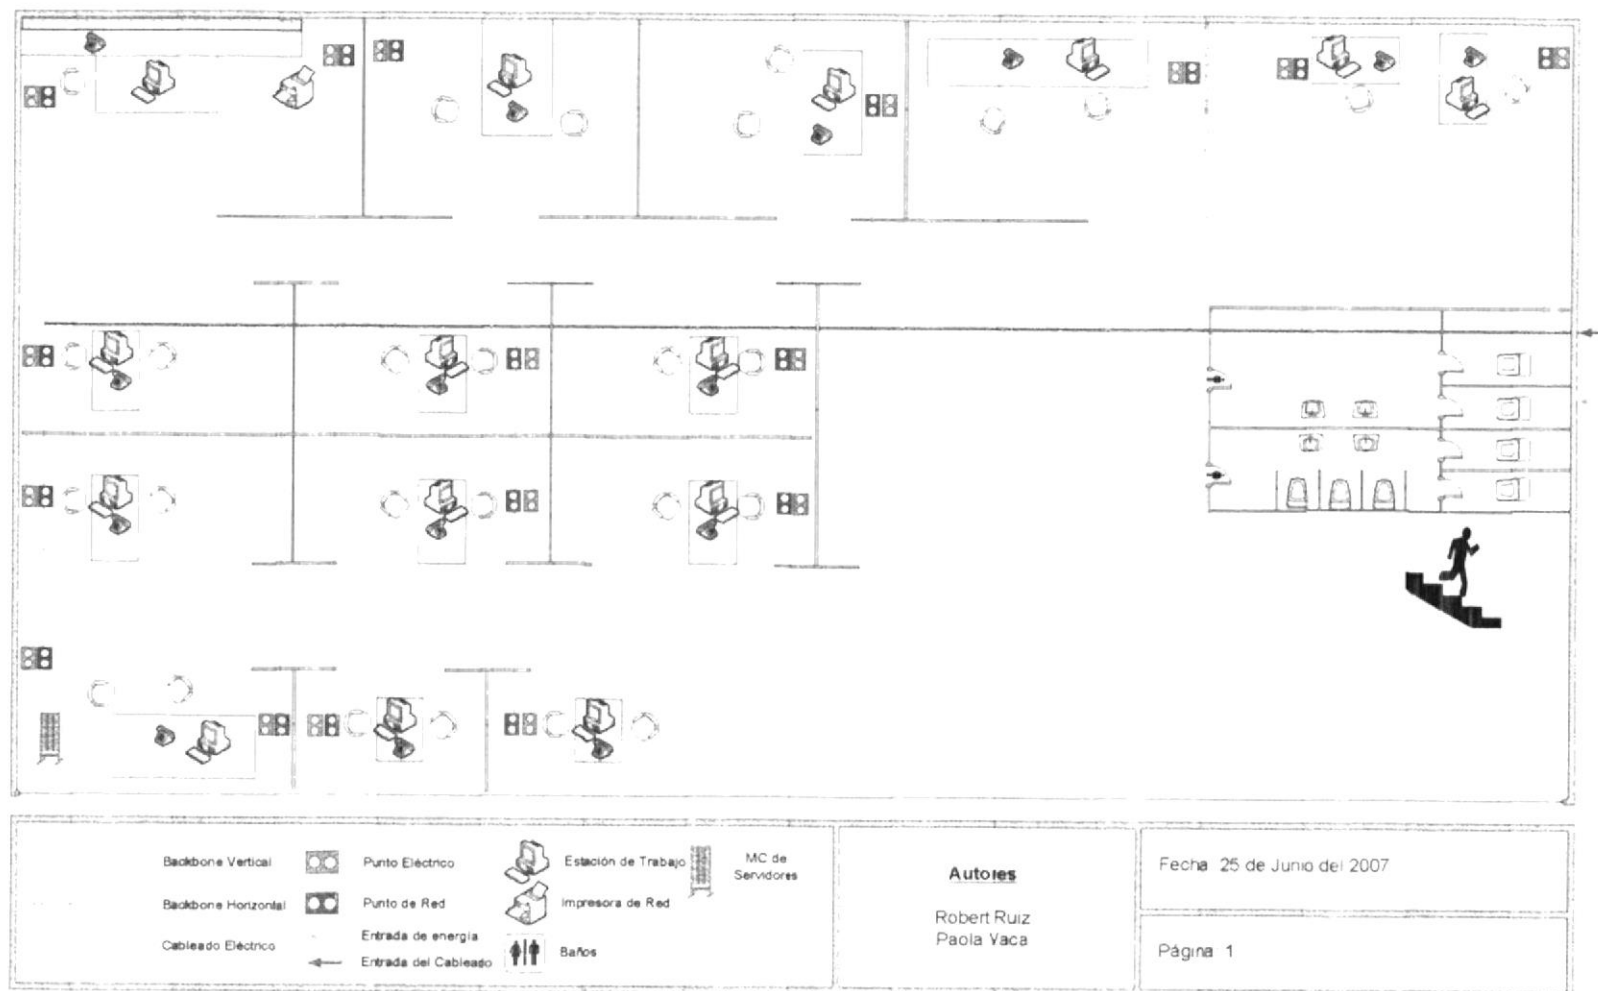 Backbone Vertical
Backbone Horizontal
Cableado Eléctrico
Punto Eléctrico
Punto de Red
Entrada de energía
Entrada del Cableado
Estación de Trabajo
Impresora de Red
Baños
MC de
Servidores
Autores
Robert Ruiz
Paola Vaca
Fecha 25 de Junio del 2007
Página 1